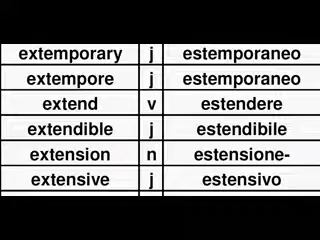 extemporary j estemporaneo
extempore j estemporaneo
extend v estendere
extendible j estendibile
extension n estensione-
extensive j estensivo